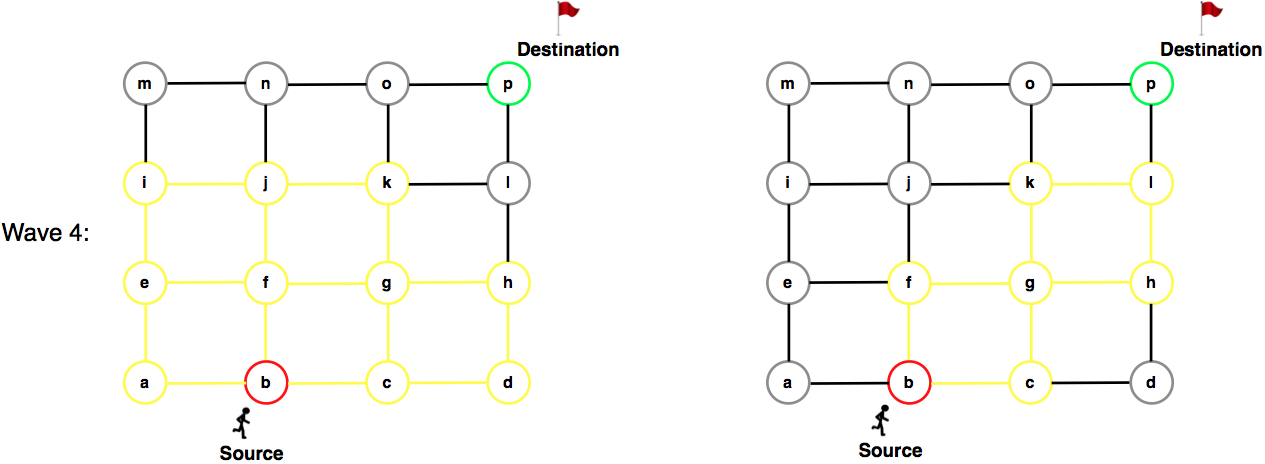 Destination Destination
m n o p m n o p
i j k l i j k l
Wave 4:
e f g h e f g h
a b c d a b c d
Source Source